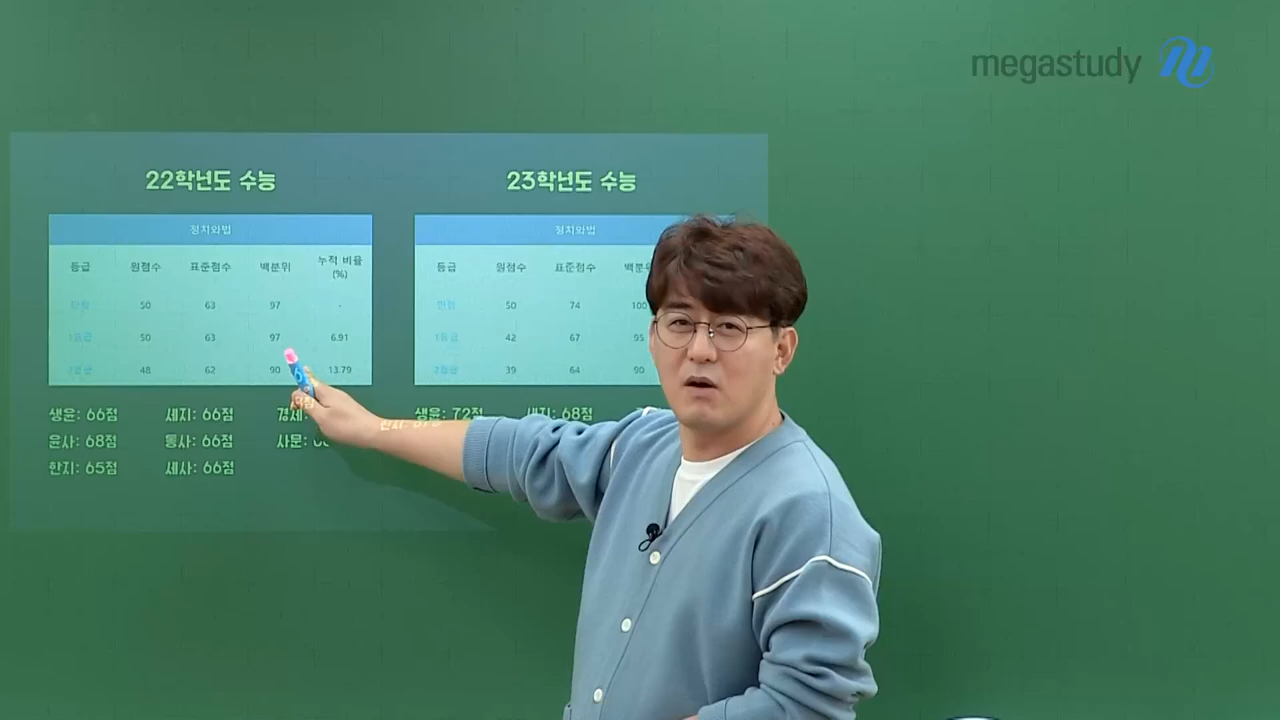 megastudy
22학년도 수능
정치와법
등급 원점수 표준점수 백분위 누적 비율
(%)
만점 50 63 97 -
1등급 50 63 97 6.91
2등급 48 62 90 13.79
생윤: 66점 세지: 66점 경제:
윤사: 68점 동사: 66점 사문:
한지: 65점 세사: 66점
23학년도 수능
정치와법
등급 원점수 표준점수
만점 50 74 100
1등급 42 67 95
2등급 39 64 90
생윤: 72점 세지: 68점